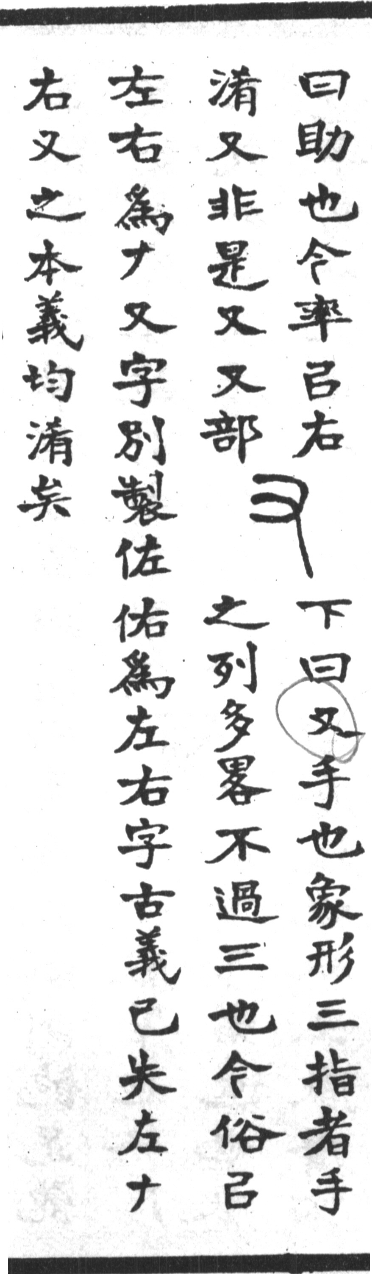 曰助也今率㠯右
淆又非是又又部
𠂇下曰又手也象形三指者手
之列多畧不過三也今俗㠯
左右爲𠂇又字別製佐佑爲左右字古義已失左𠂇
右又之本義均淆矣